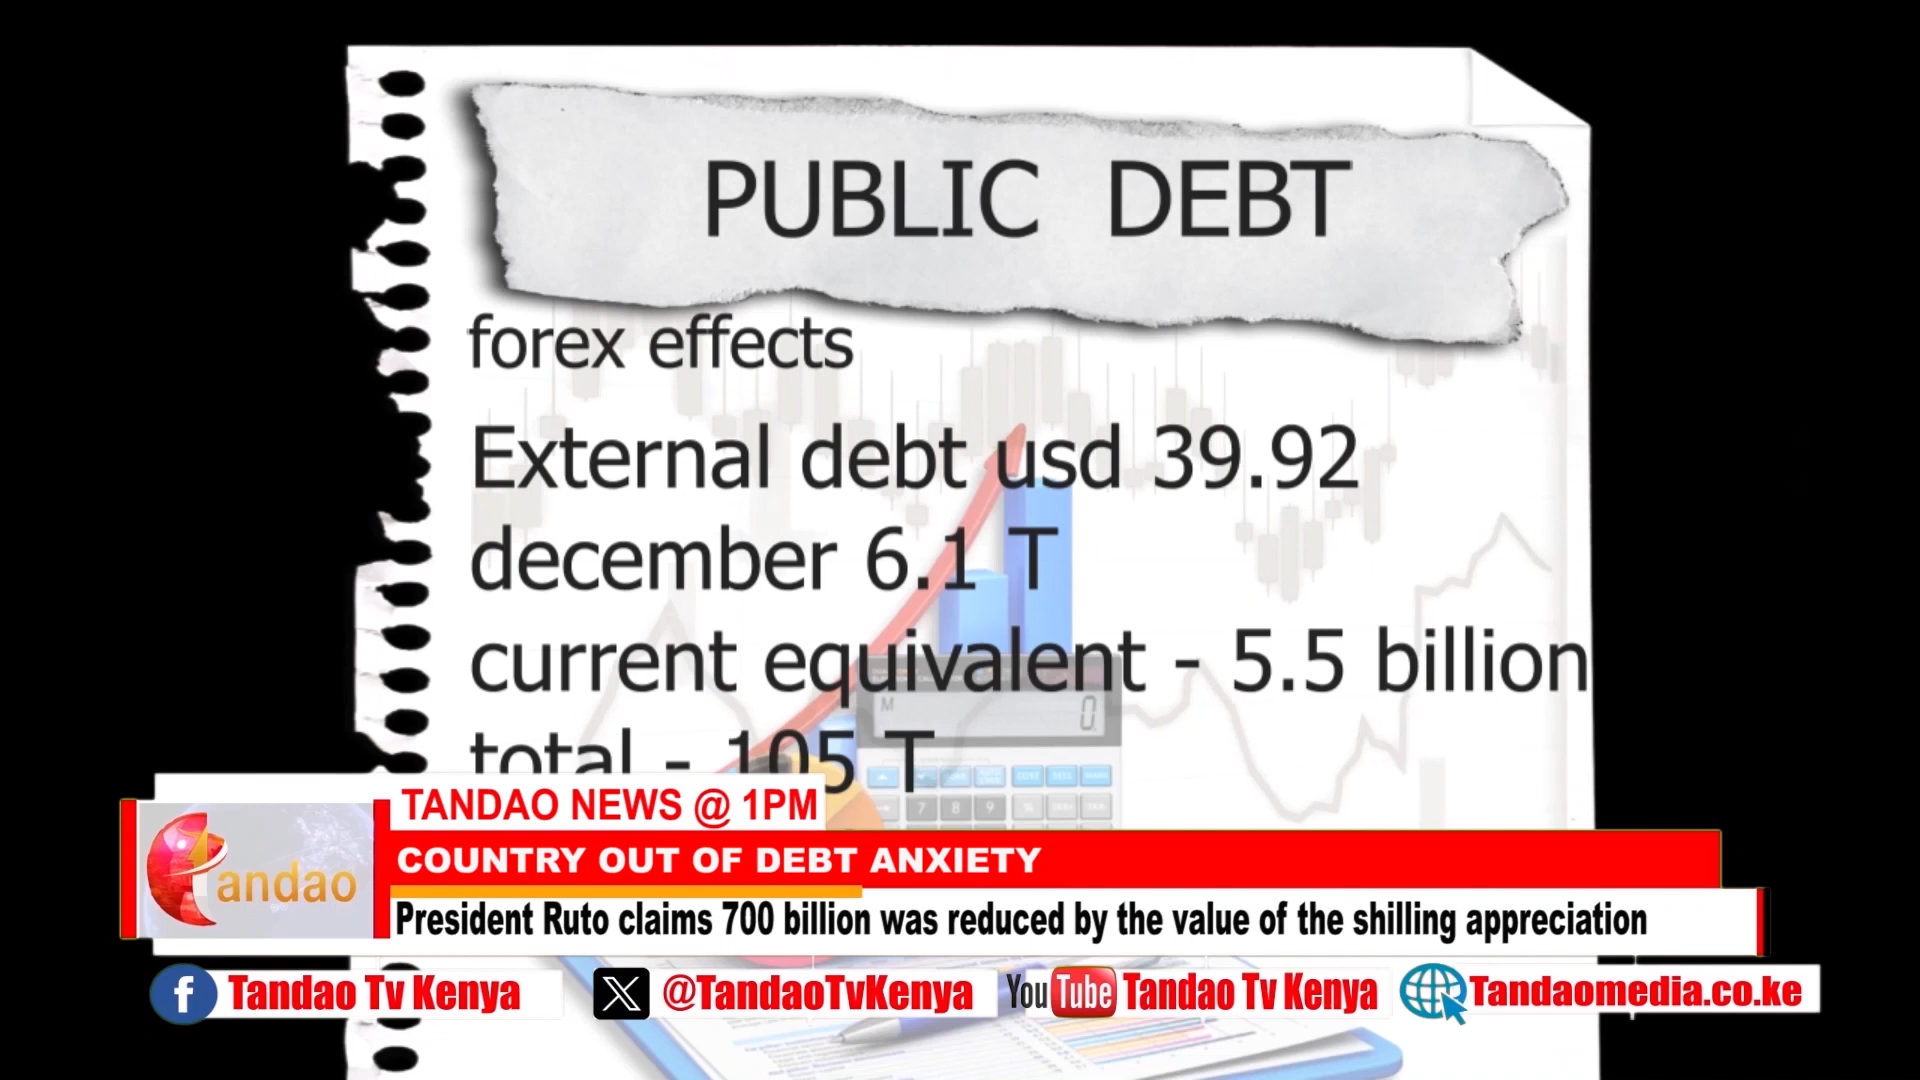 PUBLIC DEBT
forex effects
External debt usd 39.92
december 6.1 T
current equivalent - 5.5 billion
total - 105 T
TANDAO NEWS @ 1PM
andao
COUNTRY OUT OF DEBT ANXIETY
President Ruto claims 700 billion was reduced by the value of the shilling appreciation
f Tandao Tv Kenya X @TandaoTvKenya YouTube Tandao Tv Kenya Tandaomedia.co.ke